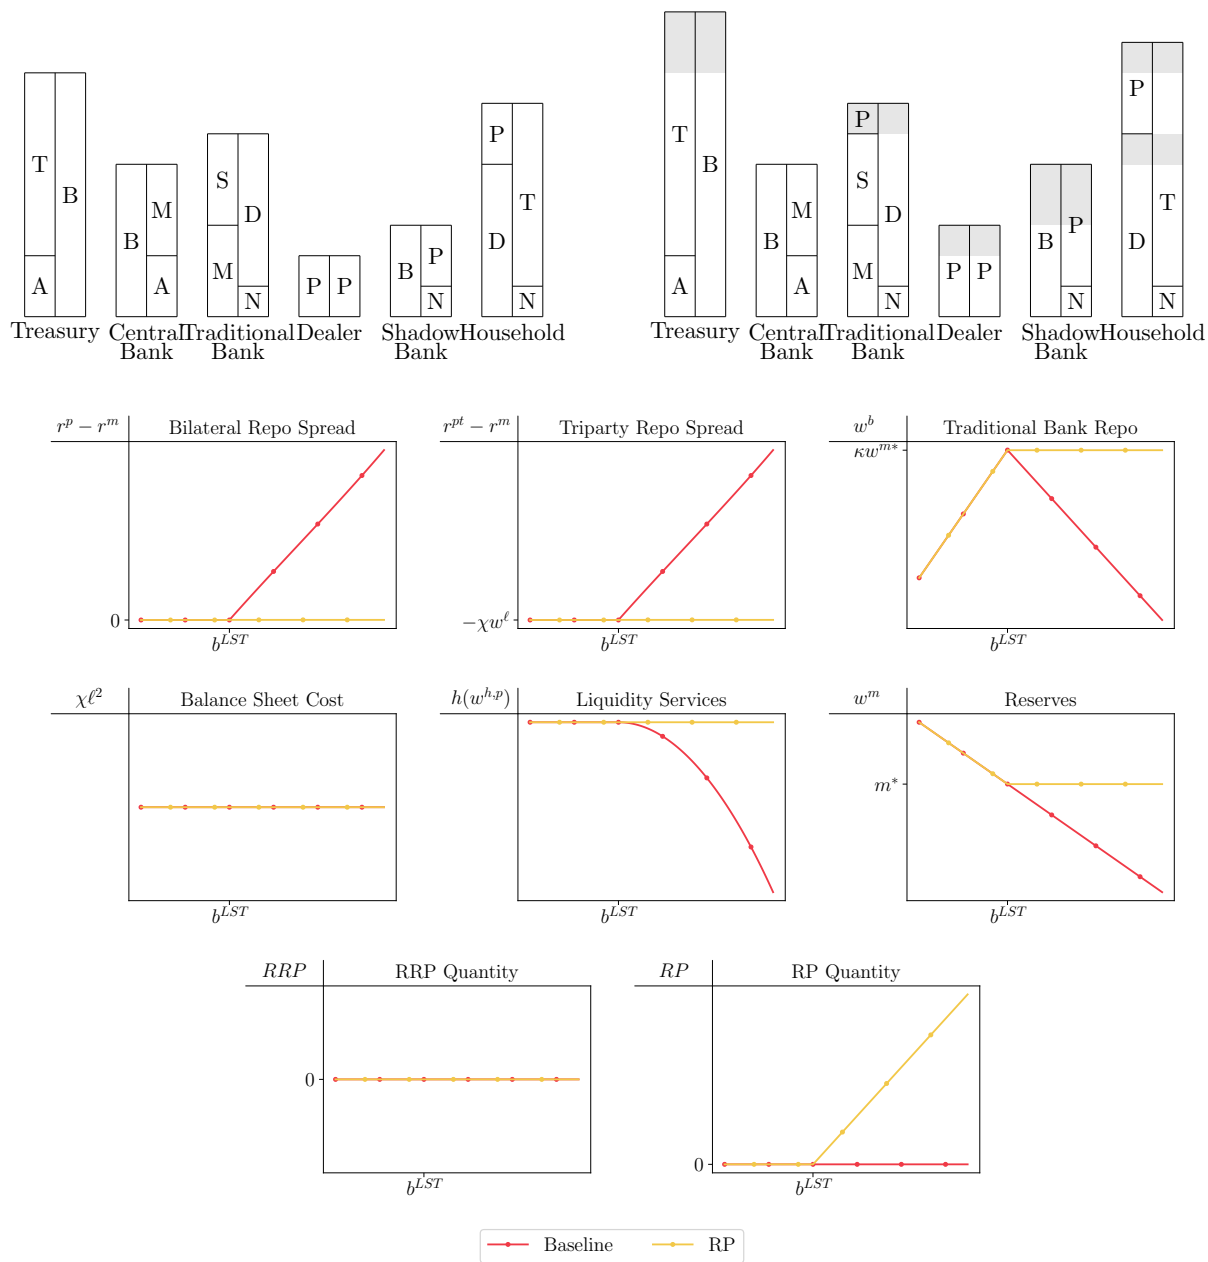 T
B
A
Treasury
B
M
A
Central
Bank
S
D
M
N
Traditional
Bank
P
P
Dealer
B
P
N
Shadow
Bank
P
D
T
N
Household
T
B
A
Treasury
B
M
A
Central
Bank
P
S
D
M
N
Traditional
Bank
P
P
Dealer
B
P
N
Shadow
Bank
P
D
T
N
Household
r^p − r^m
Bilateral Repo Spread
0
b^{LST}
r^{pt} − r^m
Triparty Repo Spread
−χw^ℓ
b^{LST}
w^b
Traditional Bank Repo
κw^{m*}
b^{LST}
χℓ^2
Balance Sheet Cost
b^{LST}
h(w^{h,p})
Liquidity Services
b^{LST}
w^m
Reserves
m^*
b^{LST}
RRP
RRP Quantity
0
b^{LST}
RP
RP Quantity
0
b^{LST}
Baseline
RP